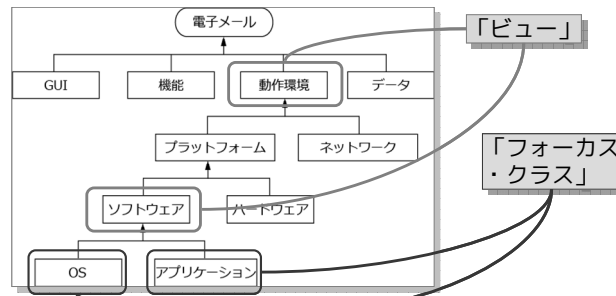 電子メール
「ビュー」
GUI
機能
動作環境
データ
プラットフォーム
ネットワーク
「フォーカス
・クラス」
ソフトウェア
ハートウェア
OS
アプリケーション